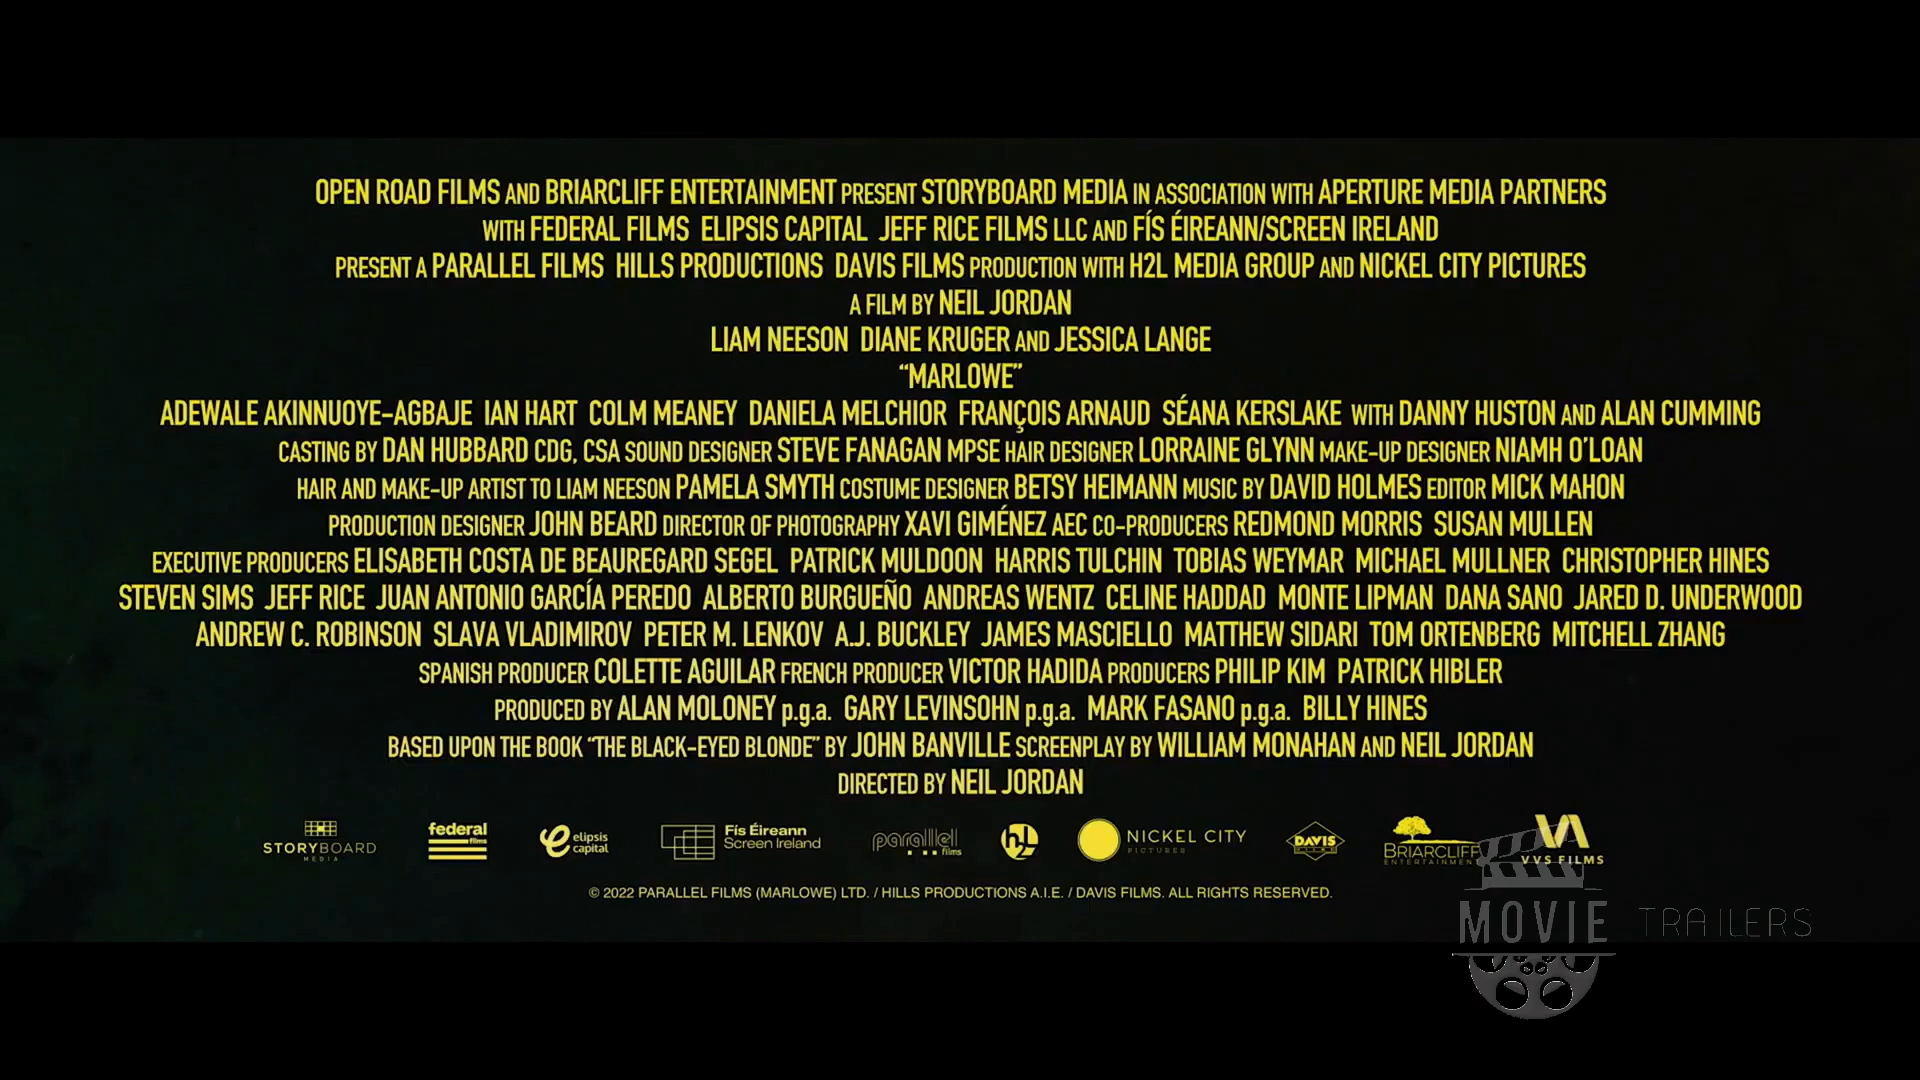 OPEN ROAD FILMS AND BRIARCLIFF ENTERTAINMENT PRESENT STORYBOARD MEDIA IN ASSOCIATION WITH APERTURE MEDIA PARTNERS
WITH FEDERAL FILMS ELIPSIS CAPITAL JEFF RICE FILMS LLC AND FÍS ÉIREANN/SCREEN IRELAND
PRESENT A PARALLEL FILMS HILLS PRODUCTIONS DAVIS FILMS PRODUCTION WITH H2L MEDIA GROUP AND NICKEL CITY PICTURES
A FILM BY NEIL JORDAN
LIAM NEESON DIANE KRUGER AND JESSICA LANGE
“MARLOWE”
ADEWALE AKINNUOYE-AGBAJE IAN HART COLM MEANEY DANIELA MELCHIOR FRANÇOIS ARNAUD SÉANA KERSLAKE WITH DANNY HUSTON AND ALAN CUMMING
CASTING BY DAN HUBBARD CDG, CSA SOUND DESIGNER STEVE FANAGAN MPSE HAIR DESIGNER LORRAINE GLYNN MAKE-UP DESIGNER NIAMH O'LOAN
HAIR AND MAKE-UP ARTIST TO LIAM NEESON PAMELA SMYTH COSTUME DESIGNER BETSY HEIMANN MUSIC BY DAVID HOLMES EDITOR MICK MAHON
PRODUCTION DESIGNER JOHN BEARD DIRECTOR OF PHOTOGRAPHY XAVI GIMÉNEZ AEC CO-PRODUCERS REDMOND MORRIS SUSAN MULLEN
EXECUTIVE PRODUCERS ELISABETH COSTA DE BEAUREGARD SEGEL PATRICK MULDOON HARRIS TULCHIN TOBIAS WEYMAR MICHAEL MULLNER CHRISTOPHER HINES
STEVEN SIMS JEFF RICE JUAN ANTONIO GARCÍA PEREDO ALBERTO BURGUEÑO ANDREAS WENTZ CELINE HADDAD MONTE LIPMAN DANA SANO JARED D. UNDERWOOD
ANDREW C. ROBINSON SLAVA VLADIMIROV PETER M. LENKOV A.J. BUCKLEY JAMES MASCIELLO MATTHEW SIDARI TOM ORTENBERG MITCHELL ZHANG
SPANISH PRODUCER COLETTE AGUILAR FRENCH PRODUCER VICTOR HADIDA PRODUCERS PHILIP KIM PATRICK HIBLER
PRODUCED BY ALAN MOLONEY p.g.a. GARY LEVINSOHN p.g.a. MARK FASANO p.g.a. BILLY HINES
BASED UPON THE BOOK “THE BLACK-EYED BLONDE” BY JOHN BANVILLE SCREENPLAY BY WILLIAM MONAHAN AND NEIL JORDAN
DIRECTED BY NEIL JORDAN
STORYBOARD MEDIA
federal films
elipsis capital
Fís Éireann
Screen Ireland
parallel films
h2L
NICKEL CITY PICTURES
DAVIS FILMS
BRIARCLIFF ENTERTAINMENT
VVS FILMS
© 2022 PARALLEL FILMS (MARLOWE) LTD. / HILLS PRODUCTIONS A.I.E. / DAVIS FILMS. ALL RIGHTS RESERVED.
MOVIE TRAILERS